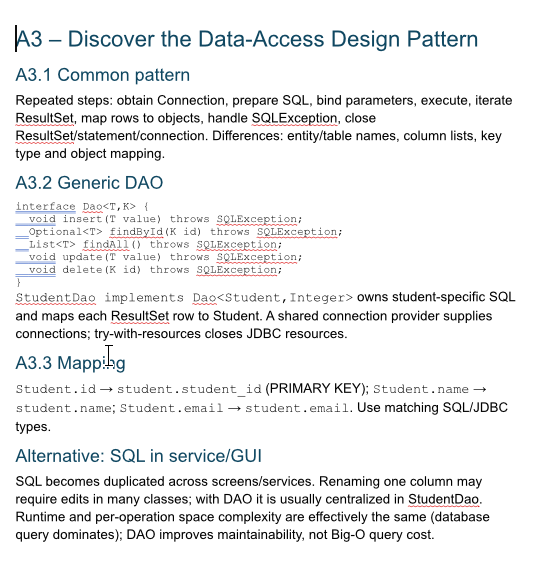 A3 – Discover the Data-Access Design Pattern
A3.1 Common pattern
Repeated steps: obtain Connection, prepare SQL, bind parameters, execute, iterate
ResultSet, map rows to objects, handle SQLException, close
ResultSet/statement/connection. Differences: entity/table names, column lists, key
type and object mapping.
A3.2 Generic DAO
interface Dao<T,K> {
  void insert(T value) throws SQLException;
  Optional<T> findById(K id) throws SQLException;
  List<T> findAll() throws SQLException;
  void update(T value) throws SQLException;
  void delete(K id) throws SQLException;
}
StudentDao implements Dao<Student,Integer> owns student-specific SQL
and maps each ResultSet row to Student. A shared connection provider supplies
connections; try-with-resources closes JDBC resources.
A3.3 Mapping
Student.id → student.student_id (PRIMARY KEY); Student.name →
student.name; Student.email → student.email. Use matching SQL/JDBC
types.
Alternative: SQL in service/GUI
SQL becomes duplicated across screens/services. Renaming one column may
require edits in many classes; with DAO it is usually centralized in StudentDao.
Runtime and per-operation space complexity are effectively the same (database
query dominates); DAO improves maintainability, not Big-O query cost.